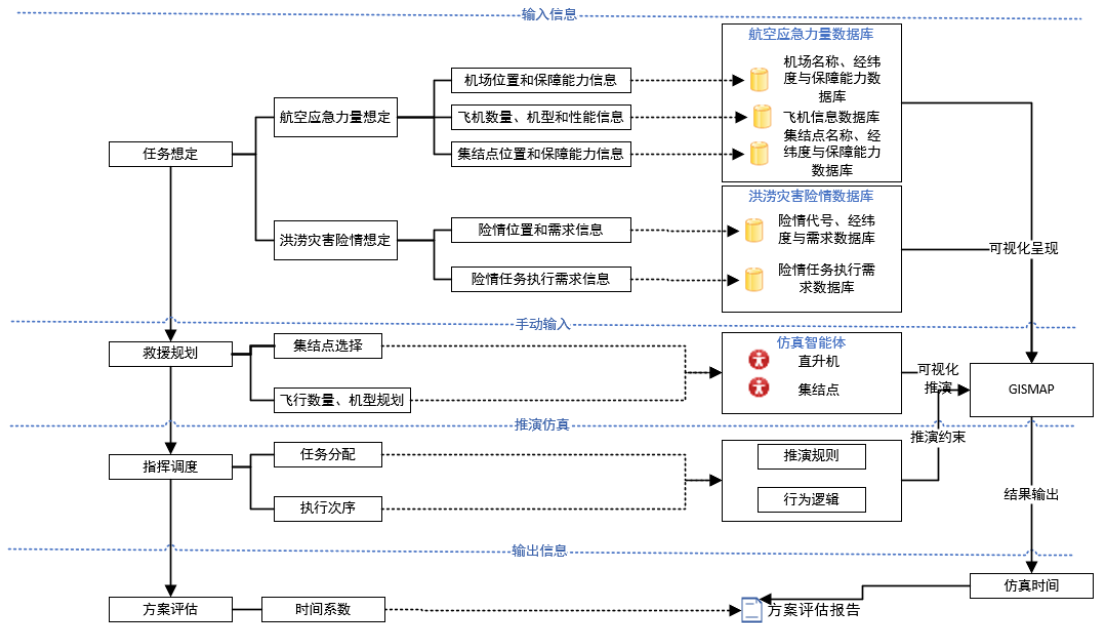 输入信息
航空应急力量数据库
机场位置和保障能力信息
机场名称、经纬
度与保障能力数
据库
航空应急力量想定
飞机数量、机型和性能信息
飞机信息数据库
任务想定
集结点位置和保障能力信息
集结点名称、经
纬度与保障能力
数据库
洪涝灾害险情数据库
洪涝灾害险情想定
险情位置和需求信息
险情代号、经纬
度与需求数据库
可视化呈现
险情任务执行需求信息
险情任务执行需
求数据库
手动输入
救援规划
集结点选择
仿真智能体
直升机
可视化
推演
GISMAP
飞行数量、机型规划
集结点
推演仿真
推演约束
指挥调度
任务分配
推演规则
执行次序
行为逻辑
结果输出
输出信息
仿真时间
方案评估
时间系数
方案评估报告